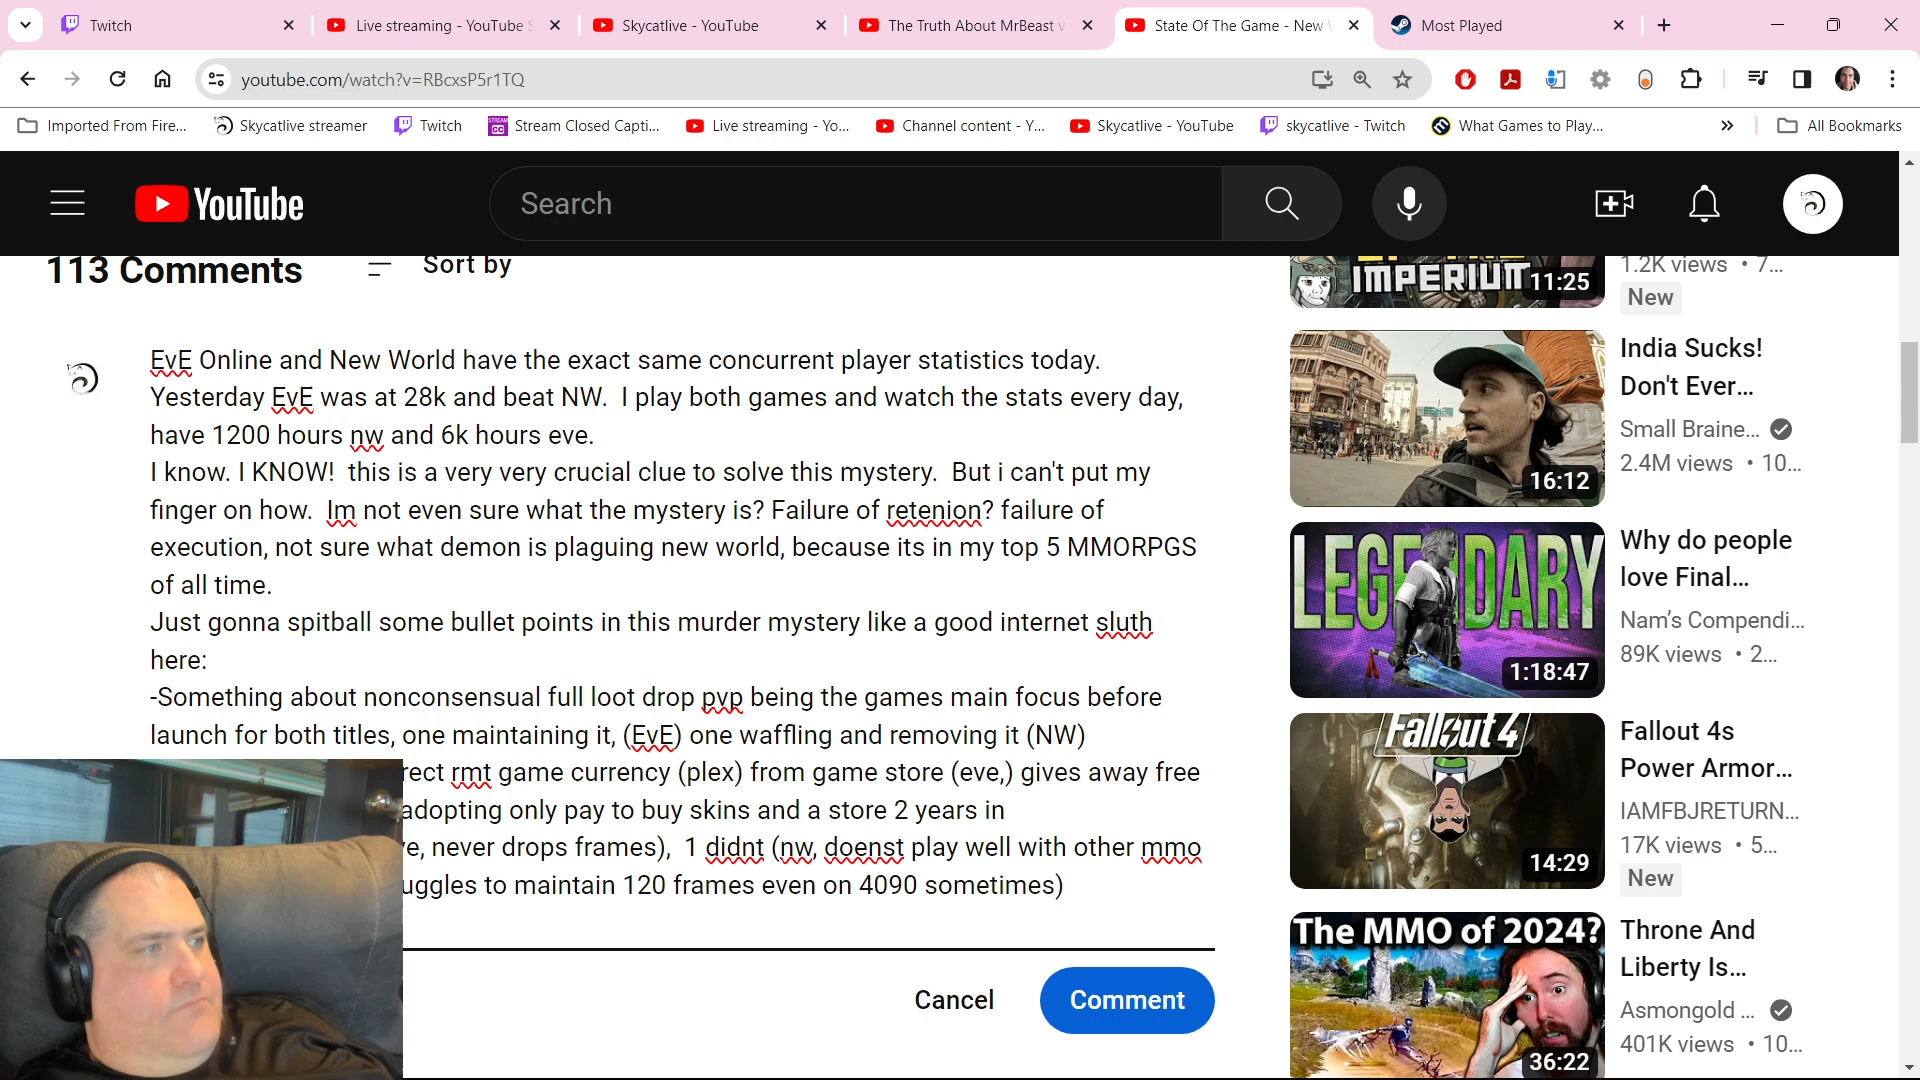 Twitch
Live streaming - YouTube S
Skycatlive - YouTube
The Truth About MrBeast v
State Of The Game - New
Most Played
youtube.com/watch?v=RBcxsP5r1TQ
Imported From Fire...
Skycatlive streamer
Twitch
Stream Closed Capti...
Live streaming - Yo...
Channel content - Y...
Skycatlive - YouTube
skycatlive - Twitch
What Games to Play...
All Bookmarks
YouTube
Search
113 Comments
Sort by
EvE Online and New World have the exact same concurrent player statistics today.
Yesterday EvE was at 28k and beat NW.  I play both games and watch the stats every day,
have 1200 hours nw and 6k hours eve.
I know. I KNOW!  this is a very very crucial clue to solve this mystery.  But i can't put my
finger on how.  Im not even sure what the mystery is? Failure of retenion? failure of
execution, not sure what demon is plaguing new world, because its in my top 5 MMORPGS
of all time.
Just gonna spitball some bullet points in this murder mystery like a good internet sluth
here:
-Something about nonconsensual full loot drop pvp being the games main focus before
launch for both titles, one maintaining it, (EvE) one waffling and removing it (NW)
rect rmt game currency (plex) from game store (eve,) gives away free
adopting only pay to buy skins and a store 2 years in
e, never drops frames),  1 didnt (nw, doenst play well with other mmo
uggles to maintain 120 frames even on 4090 sometimes)
Cancel
Comment
IMPERIUM
11:25
1.2K views • 7...
New
16:12
India Sucks!
Don't Ever...
Small Braine...
2.4M views • 10...
LEGENDARY
1:18:47
Why do people
love Final...
Nam's Compendi...
89K views • 2...
Fallout 4
14:29
Fallout 4s
Power Armor...
IAMFBJRETURN...
17K views • 5...
New
The MMO of 2024?
36:22
Throne And
Liberty Is...
Asmongold ...
401K views • 10...